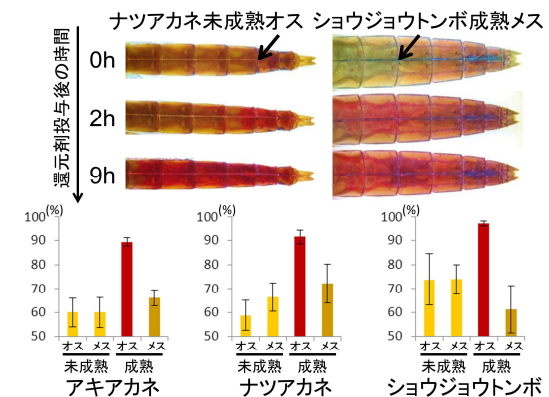 ナツアカネ未成熟オス ショウジョウトンボ成熟メス
還元剤投与後の時間
0h
2h
9h
(%) (%) (%)
100 100 100
90 90 90
80 80 80
70 70 70
60 60 60
50 50 50
オス メス オス メス オス メス オス メス オス メス オス メス
未成熟 成熟 未成熟 成熟 未成熟 成熟
アキアカネ ナツアカネ ショウジョウトンボ